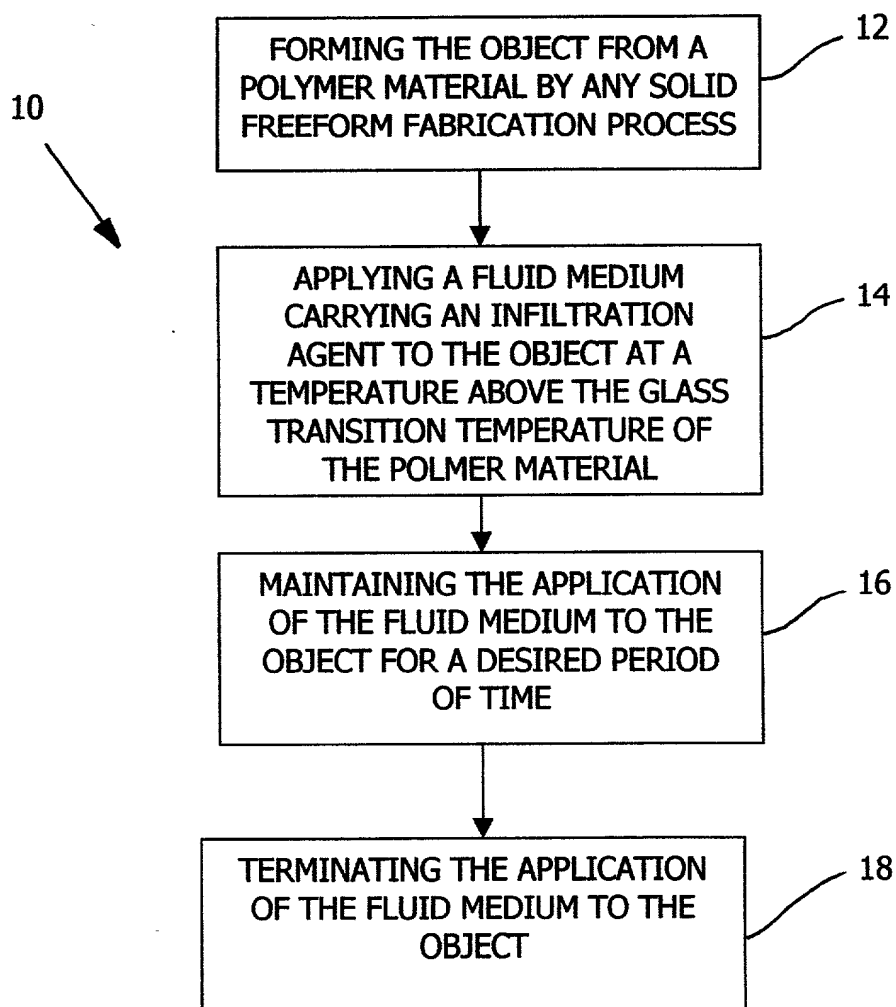 10
12
FORMING THE OBJECT FROM A
POLYMER MATERIAL BY ANY SOLID
FREEFORM FABRICATION PROCESS
14
APPLYING A FLUID MEDIUM
CARRYING AN INFILTRATION
AGENT TO THE OBJECT AT A
TEMPERATURE ABOVE THE GLASS
TRANSITION TEMPERATURE OF
THE POLMER MATERIAL
16
MAINTAINING THE APPLICATION
OF THE FLUID MEDIUM TO THE
OBJECT FOR A DESIRED PERIOD
OF TIME
18
TERMINATING THE APPLICATION
OF THE FLUID MEDIUM TO THE
OBJECT